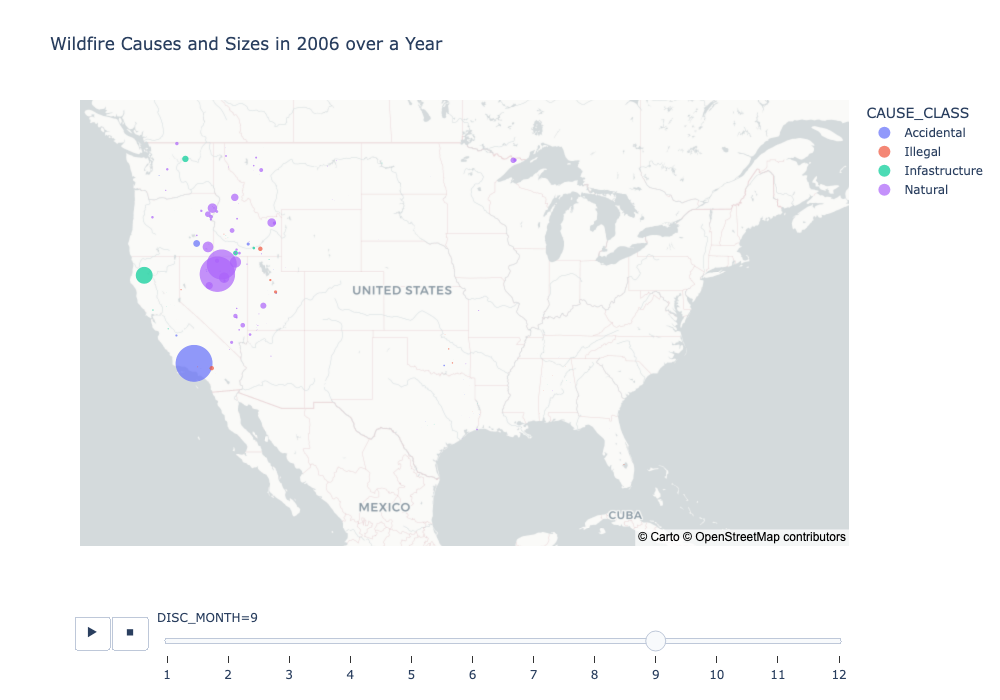 Wildfire Causes and Sizes in 2006 over a Year
CAUSE_CLASS
Accidental
Illegal
Infastructure
Natural
UNITED STATES
MEXICO
CUBA
© Carto © OpenStreetMap contributors
DISC_MONTH=9
1 2 3 4 5 6 7 8 9 10 11 12